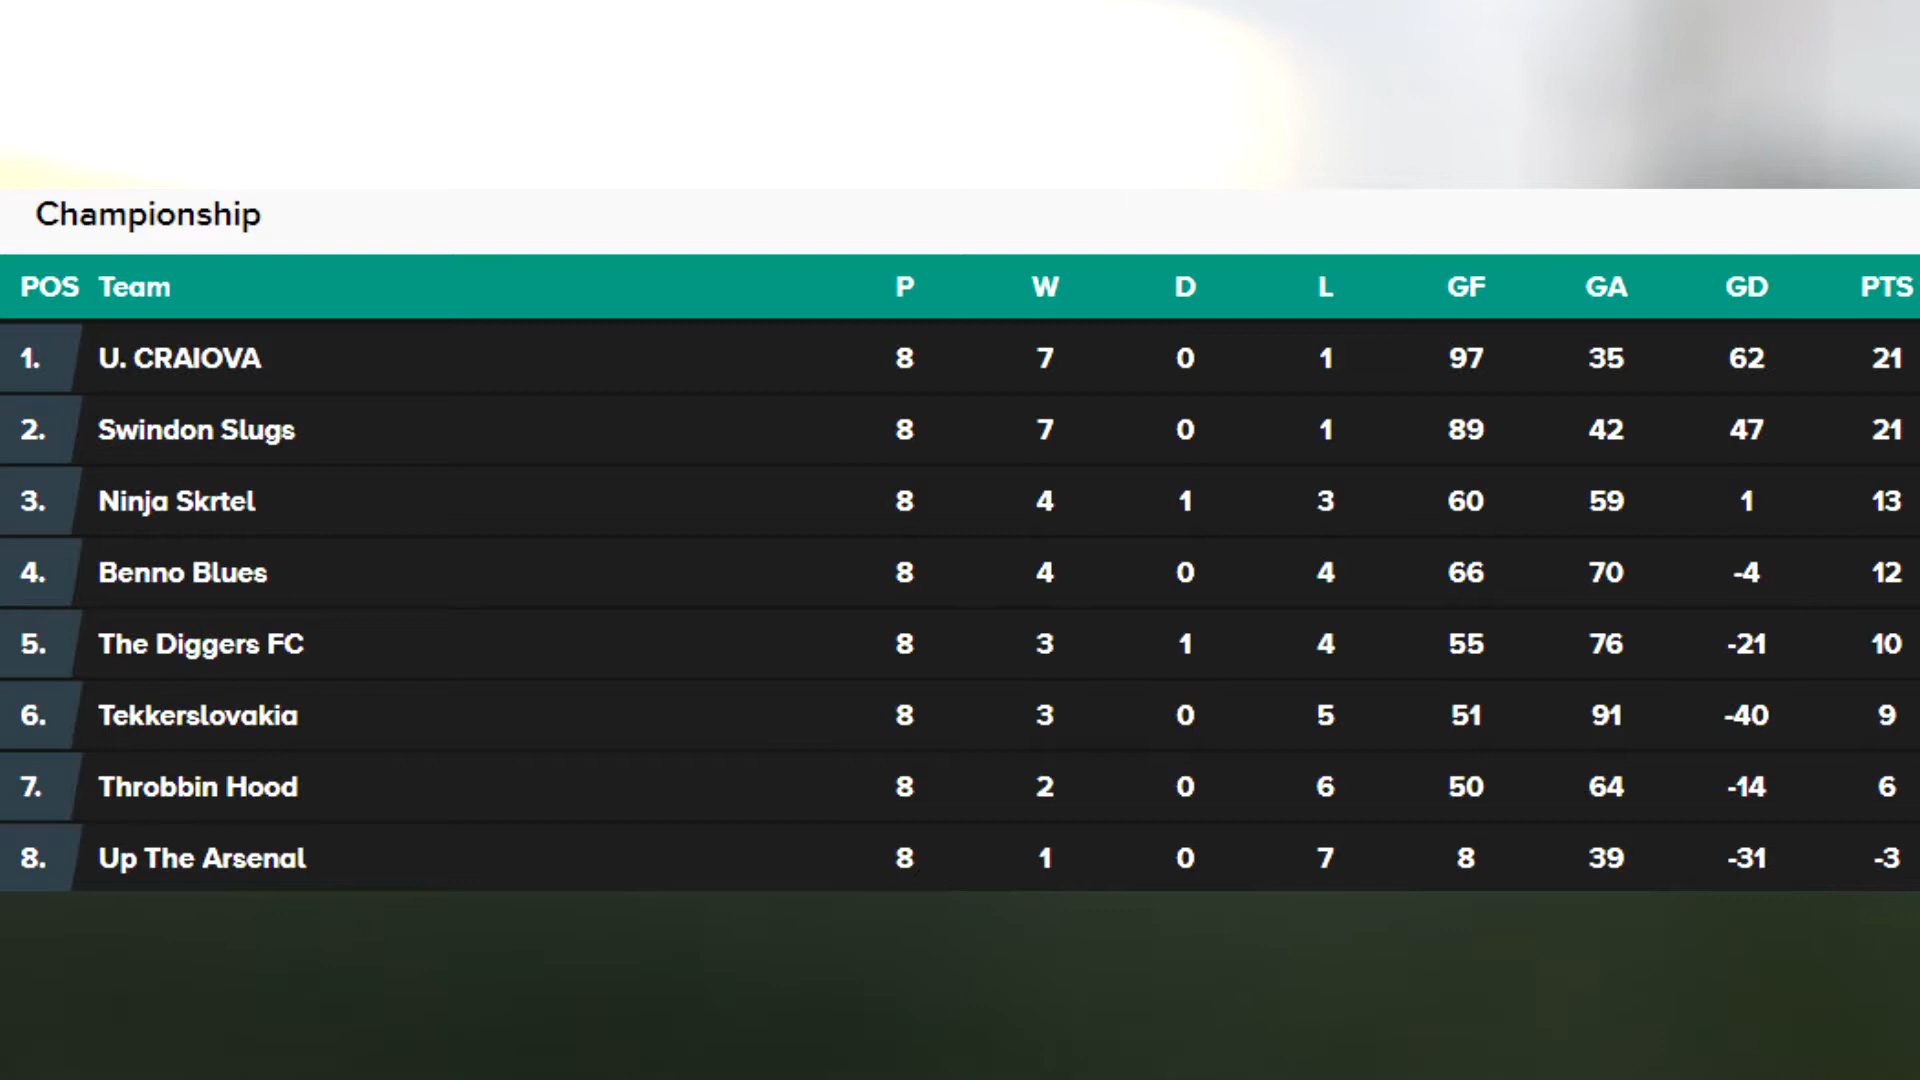 Championship
POS Team P W D L GF GA GD PTS
1. U. CRAIOVA 8 7 0 1 97 35 62 21
2. Swindon Slugs 8 7 0 1 89 42 47 21
3. Ninja Skrtel 8 4 1 3 60 59 1 13
4. Benno Blues 8 4 0 4 66 70 -4 12
5. The Diggers FC 8 3 1 4 55 76 -21 10
6. Tekkerslovakia 8 3 0 5 51 91 -40 9
7. Throbbin Hood 8 2 0 6 50 64 -14 6
8. Up The Arsenal 8 1 0 7 8 39 -31 -3